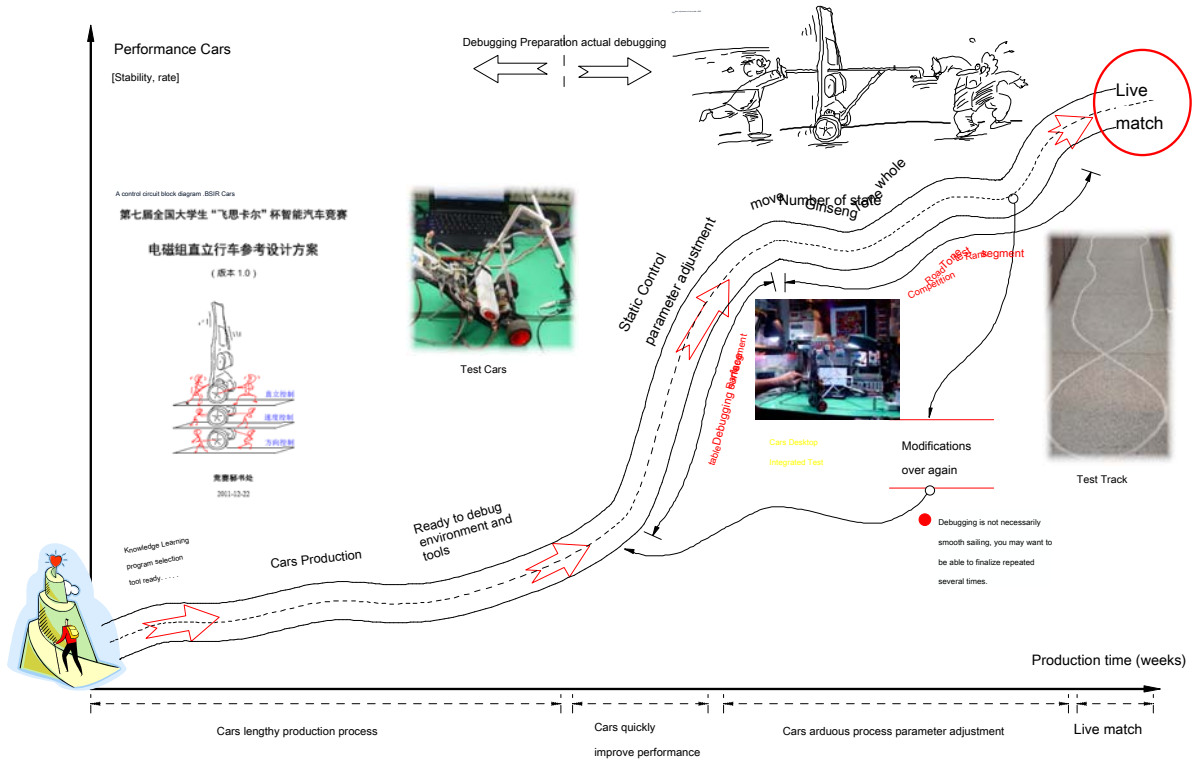 Performance Cars
[Stability, rate]
Debugging Preparation actual debugging
Live
match
A control circuit block diagram .BSIR Cars
第七届全国大学生“飞思卡尔”杯智能汽车竞赛
电磁组直立行车参考设计方案
（版本 1.0）
直立控制
速度控制
方向控制
竞赛秘书处
2011-12-22
Test Cars
Static Control
parameter adjustment
move Number of state
Ginseng
whole
Road
Competition
segment
table Debugging
segment
Cars Desktop
Integrated Test
Modifications
over again
Debugging is not necessarily
smooth sailing, you may want to
be able to finalize repeated
several times.
Test Track
Knowledge Learning
program selection
tool ready. . . . .
Cars Production
Ready to debug
environment and
tools
Production time (weeks)
Cars lengthy production process
Cars quickly
improve performance
Cars arduous process parameter adjustment
Live match